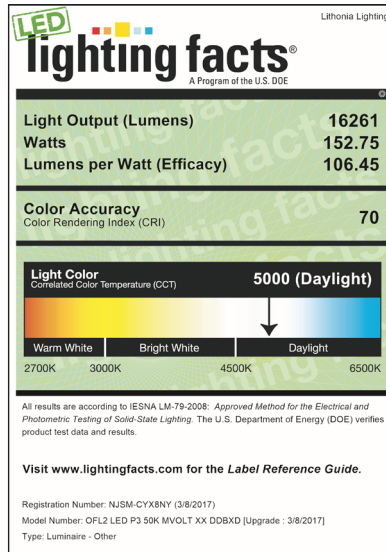 LED
Lithonia Lighting
lighting facts®
A Program of the U.S. DOE
Light Output (Lumens) 16261
Watts 152.75
Lumens per Watt (Efficacy) 106.45
Color Accuracy
Color Rendering Index (CRI) 70
Light Color
Correlated Color Temperature (CCT) 5000 (Daylight)
Warm White Bright White Daylight
2700K 3000K 4500K 6500K
All results are according to IESNA LM-79-2008: Approved Method for the Electrical and
Photometric Testing of Solid-State Lighting. The U.S. Department of Energy (DOE) verifies
product test data and results.
Visit www.lightingfacts.com for the Label Reference Guide.
Registration Number: NJSM-CYX8NY (3/8/2017)
Model Number: OFL2 LED P3 50K MVOLT XX DDBXD [Upgrade : 3/8/2017]
Type: Luminaire - Other